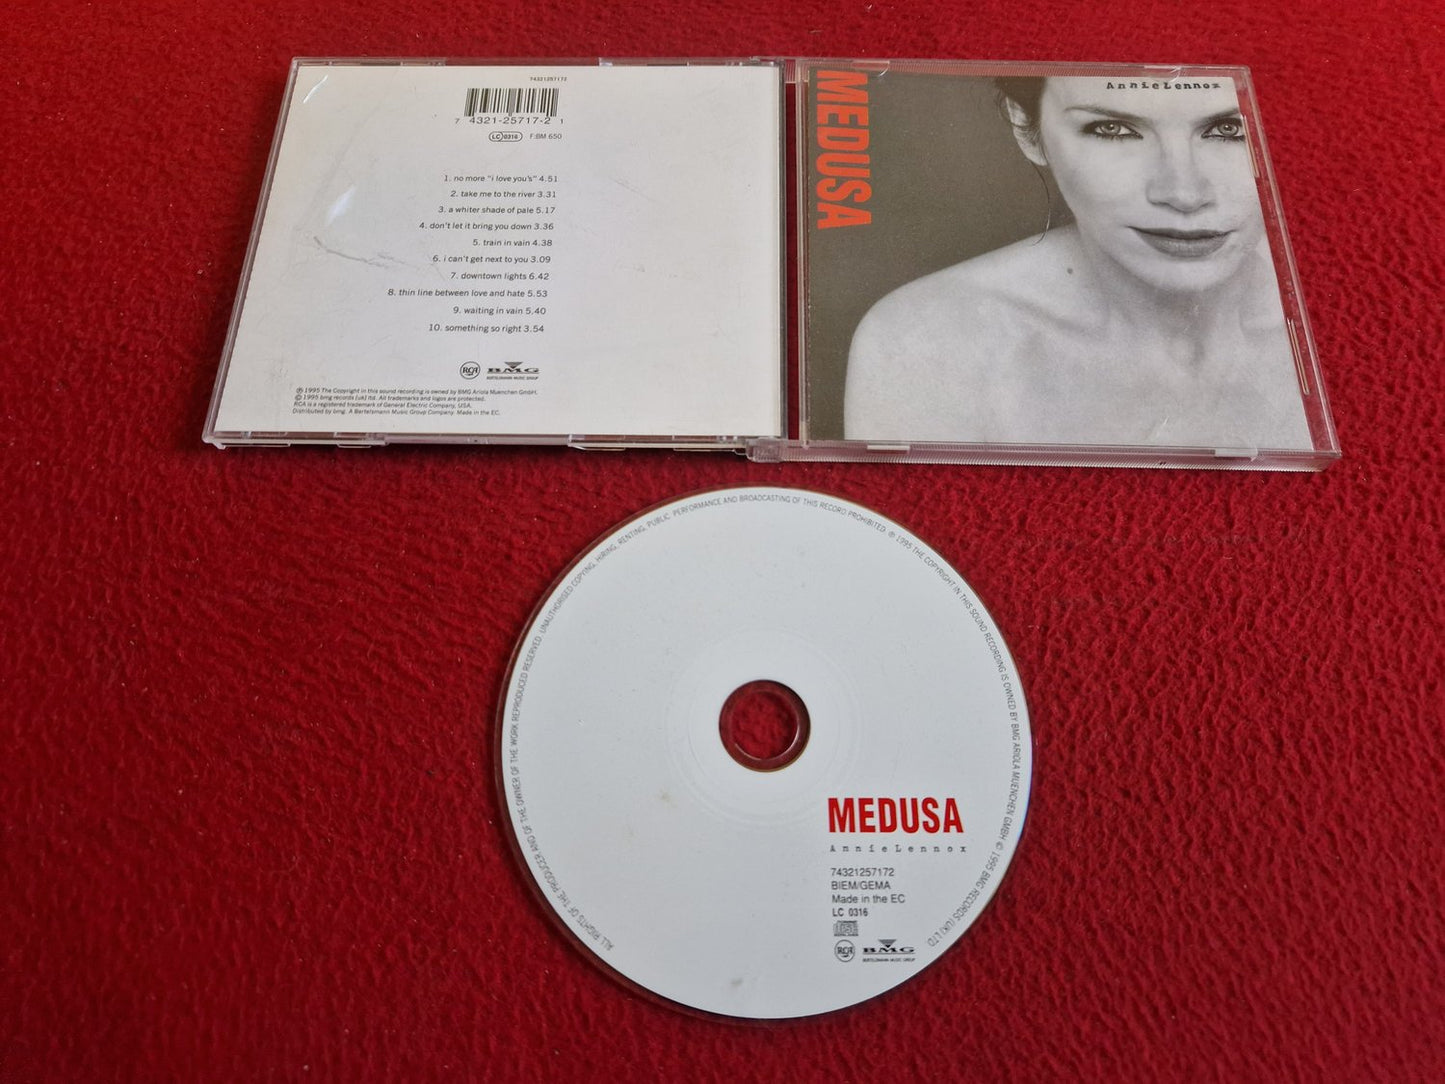 74321257172
7 4321-25717-2 1
LC 0316 F:BM 650
1. no more "i love you's" 4.51
2. take me to the river 3.31
3. a whiter shade of pale 5.17
4. don't let it bring you down 3.36
5. train in vain 4.38
6. i can't get next to you 3.09
7. downtown lights 6.42
8. thin line between love and hate 5.53
9. waiting in vain 5.40
10. something so right 3.54
RCA BMG
BERTELSMANN MUSIC GROUP
℗ 1995 The Copyright in this sound recording is owned by BMG Ariola Muenchen GmbH.
© 1995 bmg records (uk) ltd. All trademarks and logos are protected.
RCA is a registered trademark of General Electric Company, USA.
Distributed by bmg. A Bertelsmann Music Group Company. Made in the EC.
MEDUSA
AnnieLennox
ALL RIGHTS OF THE PRODUCER AND OF THE OWNER OF THE WORK REPRODUCED RESERVED. UNAUTHORISED COPYING, HIRING, RENTING, PUBLIC PERFORMANCE AND BROADCASTING OF THIS RECORD PROHIBITED. ℗ 1995 THE COPYRIGHT IN THIS SOUND RECORDING IS OWNED BY BMG ARIOLA MUENCHEN GMBH © 1995 BMG RECORDS (UK) LTD.
MEDUSA
AnnieLennox
74321257172
BIEM/GEMA
Made in the EC
LC 0316
RCA BMG
BERTELSMANN MUSIC GROUP